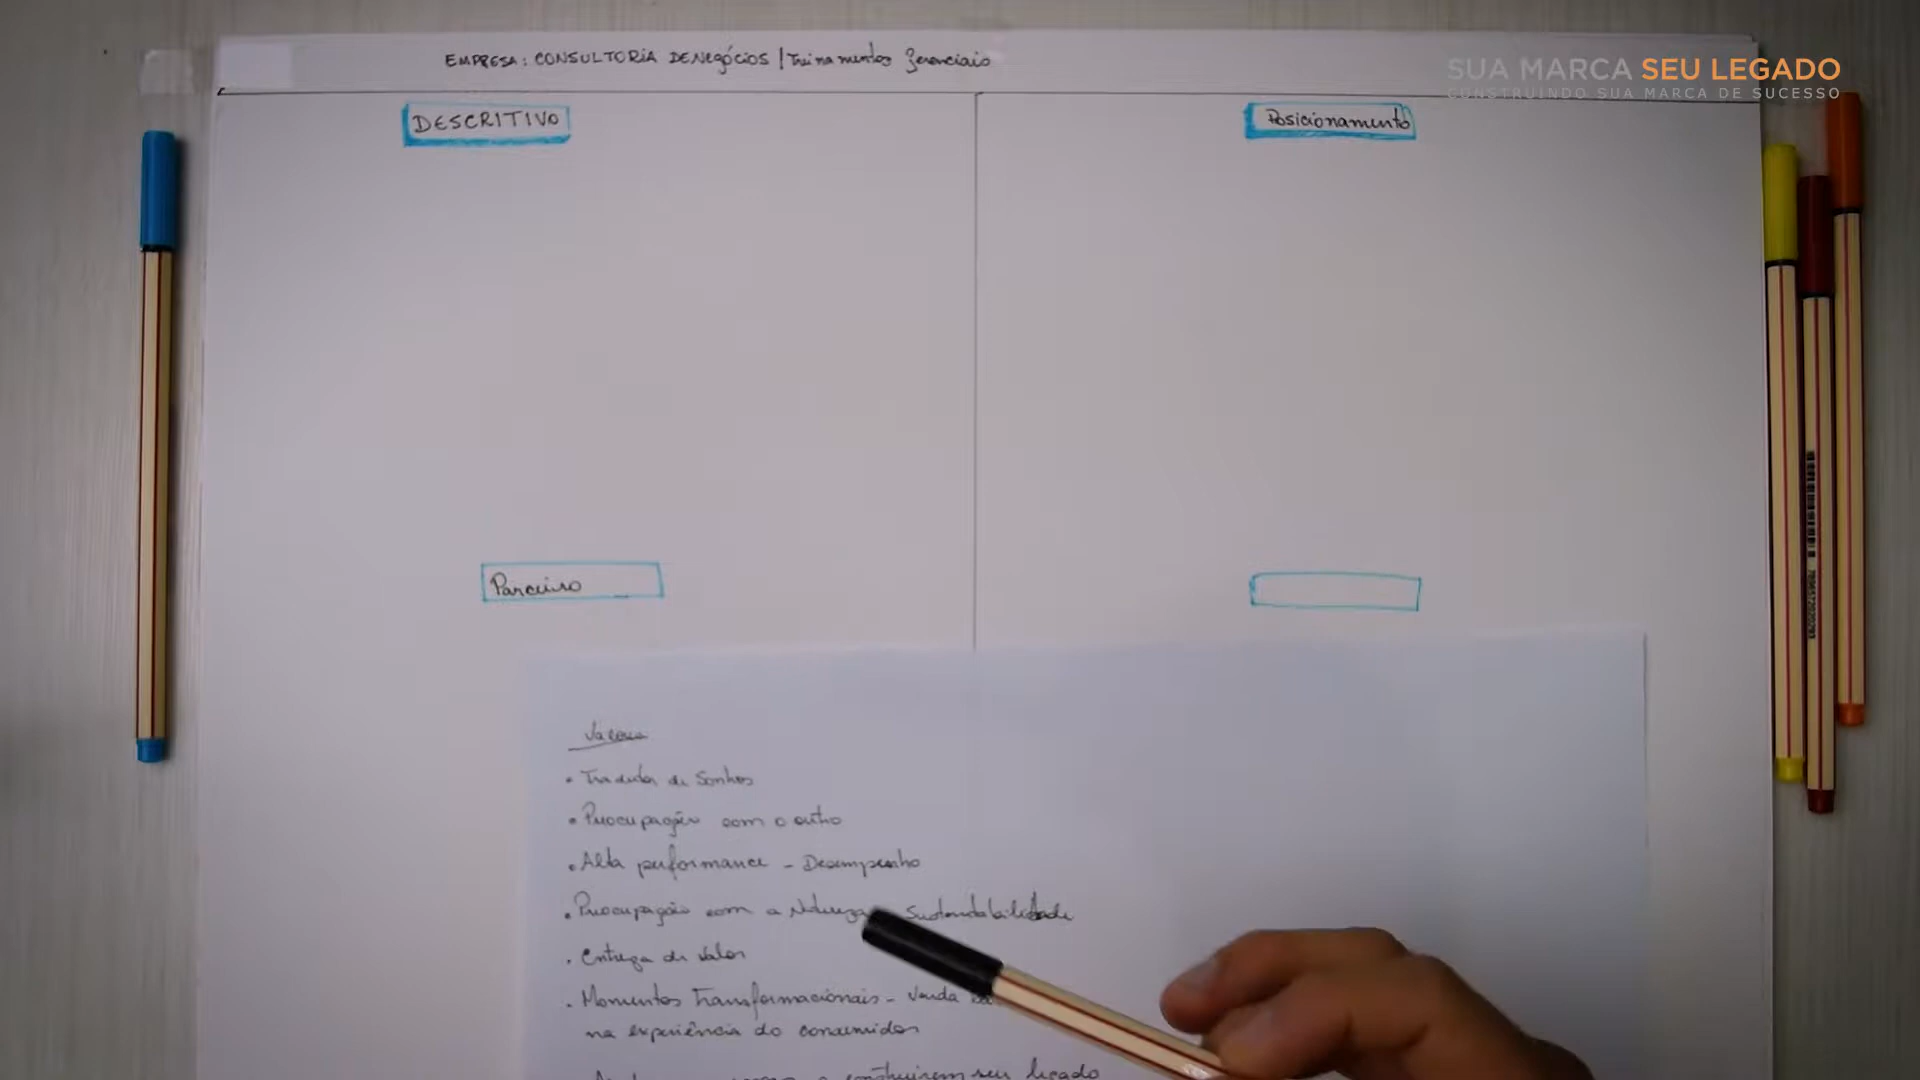 EMPRESA: CONSULTORIA DE NEGÓCIOS / Treinamentos Gerenciais
SUA MARCA SEU LEGADO
CONSTRUINDO SUA MARCA DE SUCESSO
DESCRITIVO
Posicionamento
Parceiro
Valores
• Tradutor de Sonhos
• Preocupação com o outro
• Alta performance - Desempenho
• Preocupação com a Natureza - Sustentabilidade
• Entrega de Valor
• Momentos Transformacionais - Venda
na experiência do consumidor
construirem seu legado